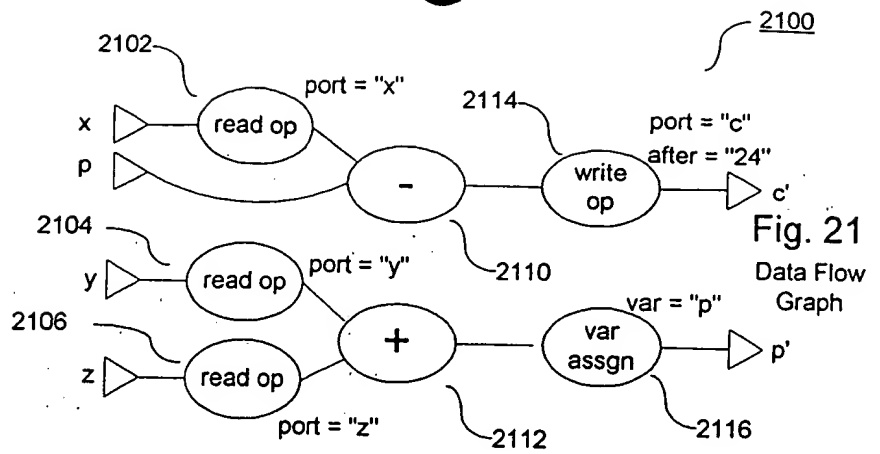 2100
2102
port = "x"
x
read op
2114
port = "c"
after = "24"
p
-
write
op
c'
Fig. 21
Data Flow
Graph
2104
2110
y
read op
port = "y"
2106
+
var = "p"
var
assgn
p'
z
read op
port = "z"
2112
2116